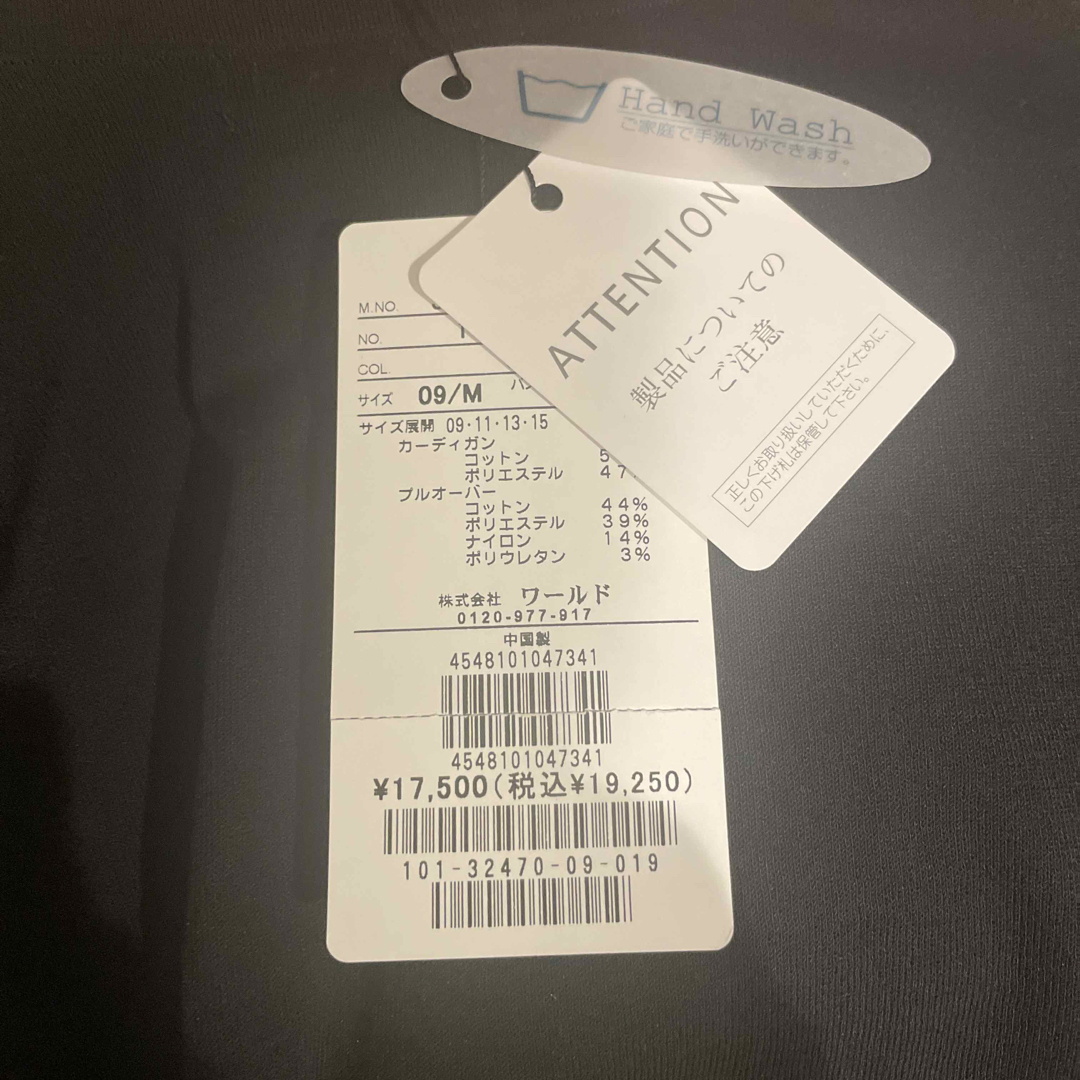 Hand Wash
ご家庭で手洗いができます。
ATTENTION
製品についての
ご注意
正しくお取り扱いしていただくために、
この下げ札は保管して下さい。
M.NO.
NO.
COL.
サイズ 09/M
サイズ展開 09・11・13・15
カーディガン
コットン 5
ポリエステル 47
プルオーバー
コットン 44%
ポリエステル 39%
ナイロン 14%
ポリウレタン 3%
株式会社 ワールド
0120-977-917
中国製
4548101047341
4548101047341
¥17,500(税込¥19,250)
101-32470-09-019